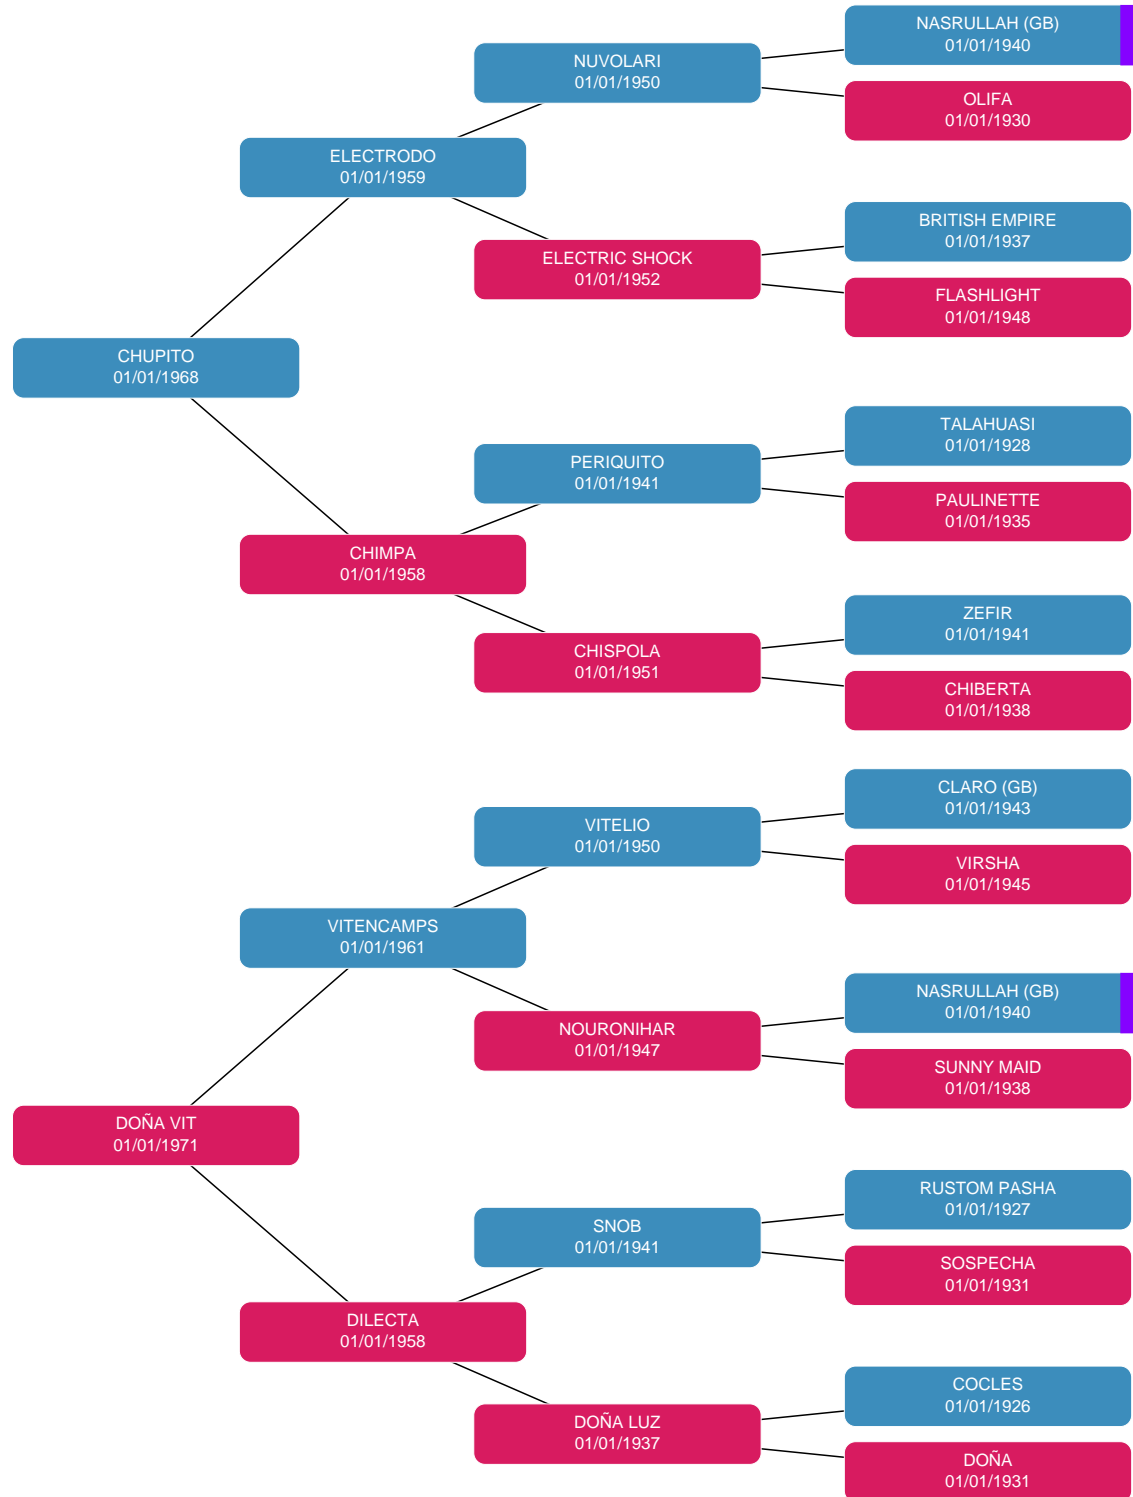 NASRULLAH (GB)
01/01/1940
NUVOLARI
01/01/1950
OLIFA
01/01/1930
ELECTRODO
01/01/1959
BRITISH EMPIRE
01/01/1937
ELECTRIC SHOCK
01/01/1952
FLASHLIGHT
01/01/1948
CHUPITO
01/01/1968
TALAHUASI
01/01/1928
PERIQUITO
01/01/1941
PAULINETTE
01/01/1935
CHIMPA
01/01/1958
ZEFIR
01/01/1941
CHISPOLA
01/01/1951
CHIBERTA
01/01/1938
CLARO (GB)
01/01/1943
VITELIO
01/01/1950
VIRSHA
01/01/1945
VITENCAMPS
01/01/1961
NASRULLAH (GB)
01/01/1940
NOURONIHAR
01/01/1947
SUNNY MAID
01/01/1938
DOÑA VIT
01/01/1971
RUSTOM PASHA
01/01/1927
SNOB
01/01/1941
SOSPECHA
01/01/1931
DILECTA
01/01/1958
COCLES
01/01/1926
DOÑA LUZ
01/01/1937
DOÑA
01/01/1931